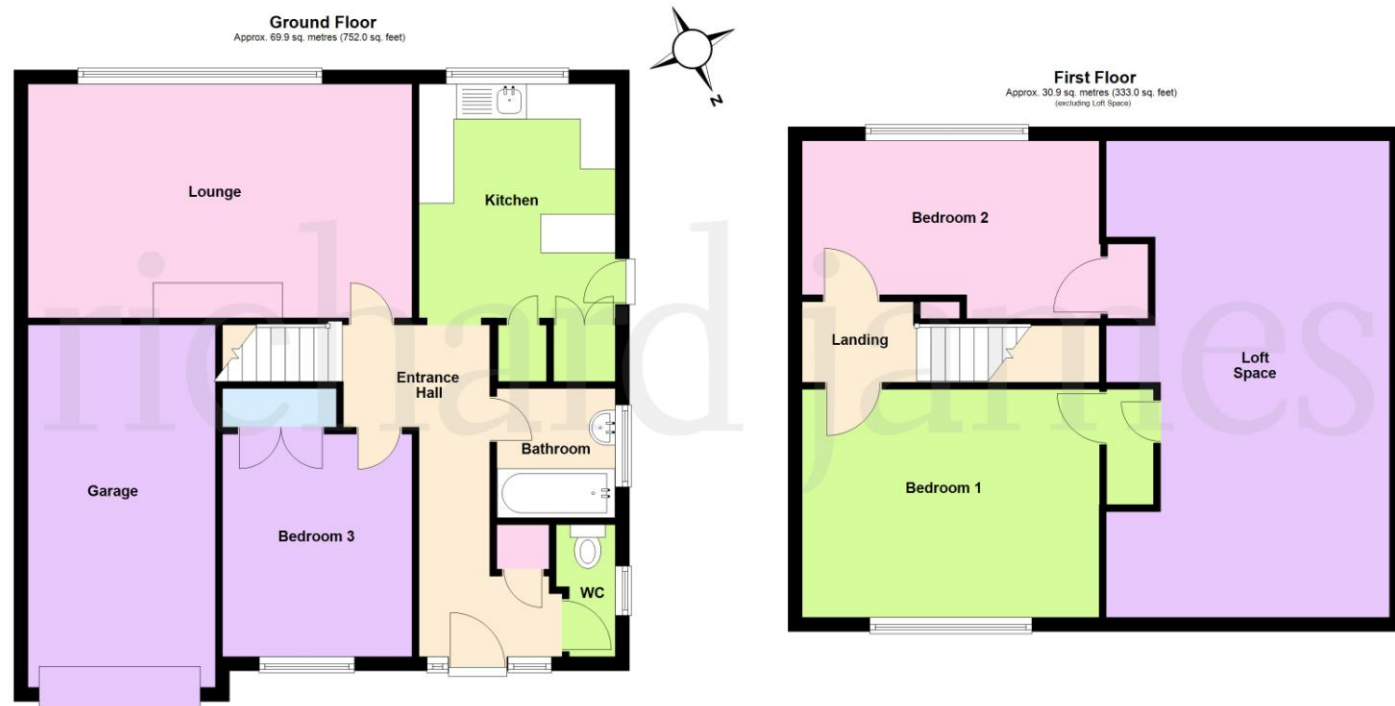 Ground Floor
Approx. 69.9 sq. metres (752.0 sq. feet)
N
First Floor
Approx. 30.9 sq. metres (333.0 sq. feet)
(excluding Loft Space)
Lounge
Kitchen
Entrance
Hall
Bathroom
Garage
Bedroom 3
WC
Bedroom 2
Landing
Loft
Space
Bedroom 1
richard james